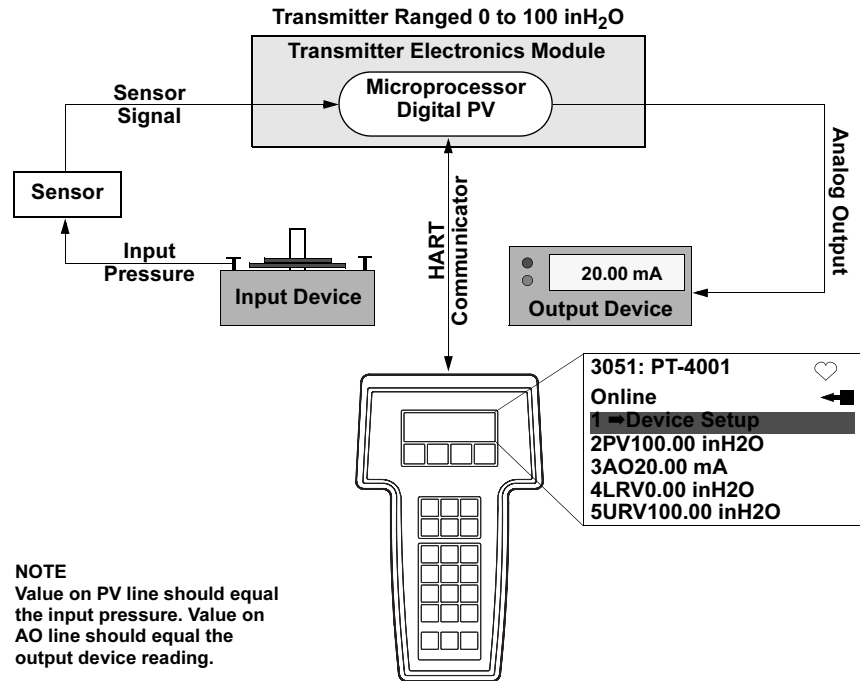 Transmitter Ranged 0 to 100 inH₂O
Transmitter Electronics Module
Microprocessor
Digital PV
Sensor
Signal
Sensor
Input
Pressure
Input Device
HART
Communicator
Analog Output
20.00 mA
Output Device
3051: PT-4001
Online
1 ➡Device Setup
2PV100.00 inH2O
3AO20.00 mA
4LRV0.00 inH2O
5URV100.00 inH2O
NOTE
Value on PV line should equal
the input pressure. Value on
AO line should equal the
output device reading.